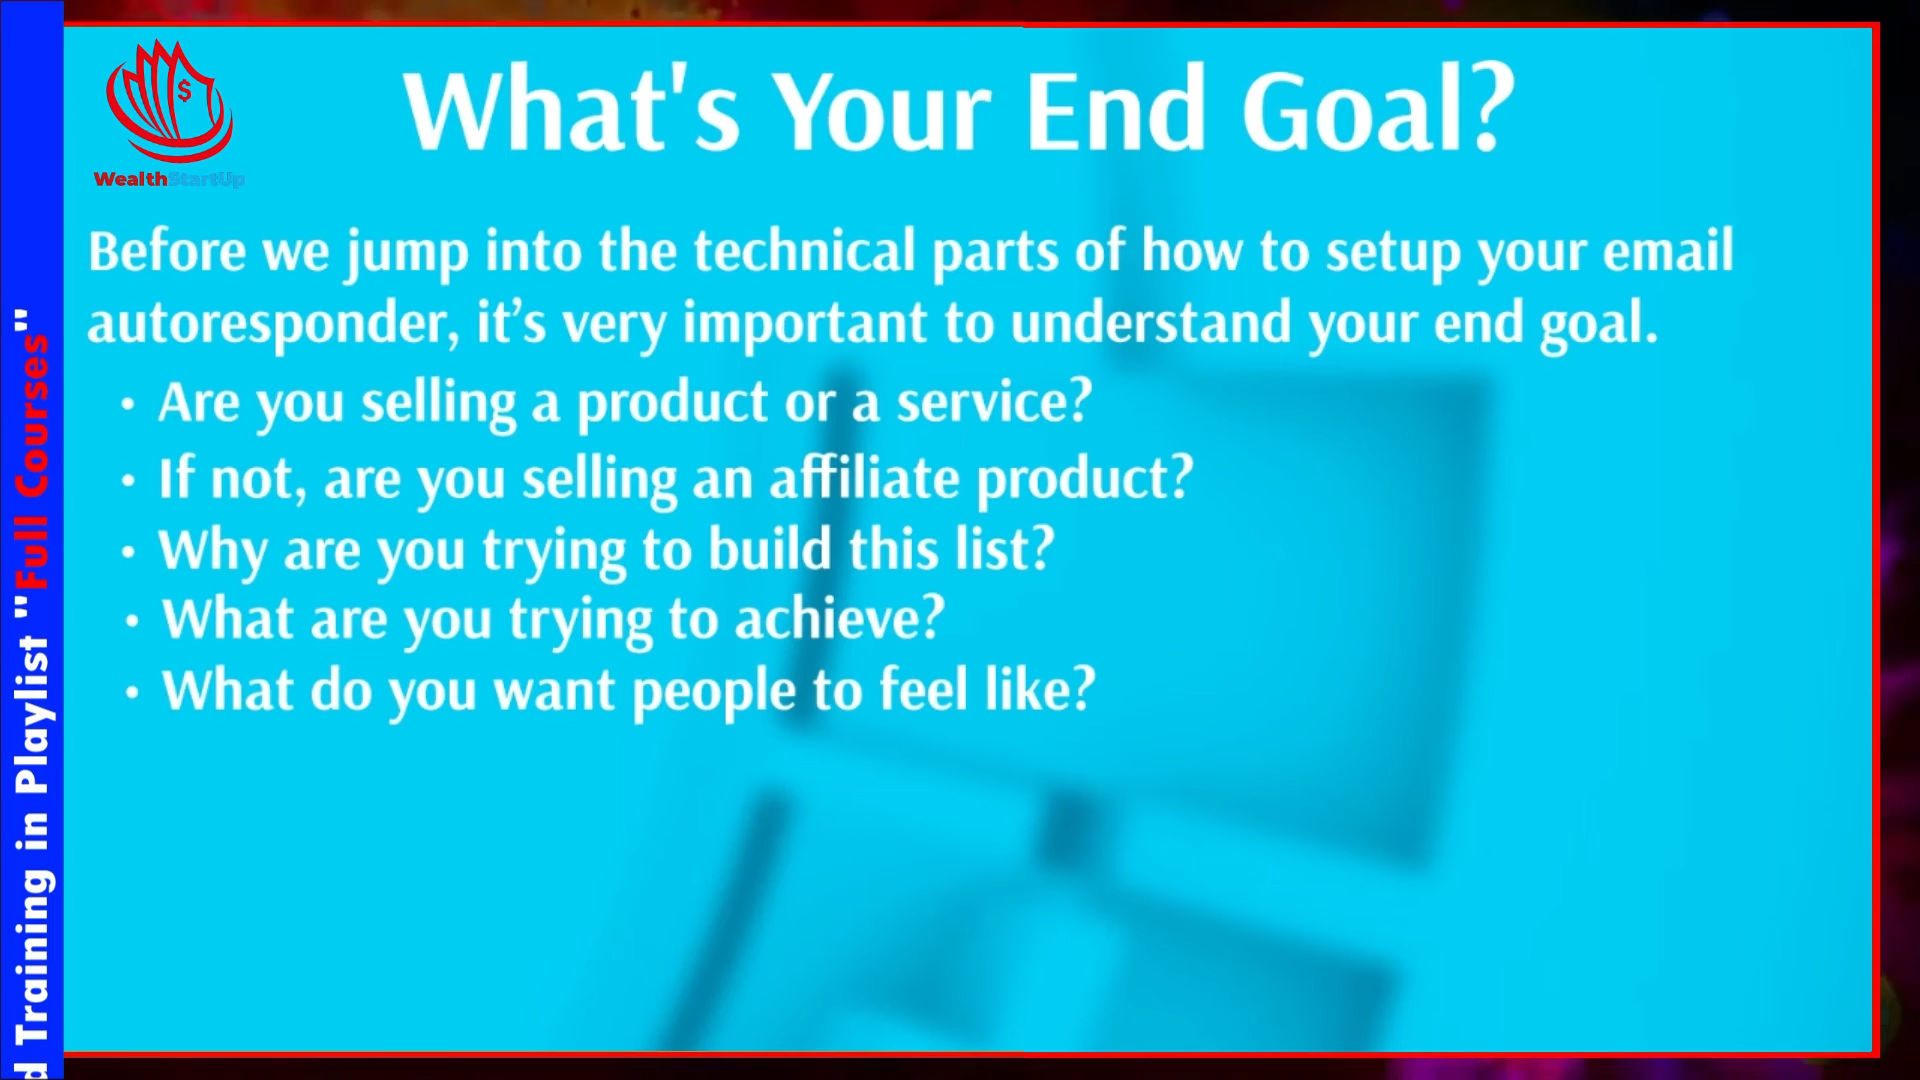 What's Your End Goal?
$
WealthStartUp
Before we jump into the technical parts of how to setup your email
autoresponder, it’s very important to understand your end goal.
• Are you selling a product or a service?
• If not, are you selling an affiliate product?
• Why are you trying to build this list?
• What are you trying to achieve?
• What do you want people to feel like?
Training in Playlist "Full Courses"